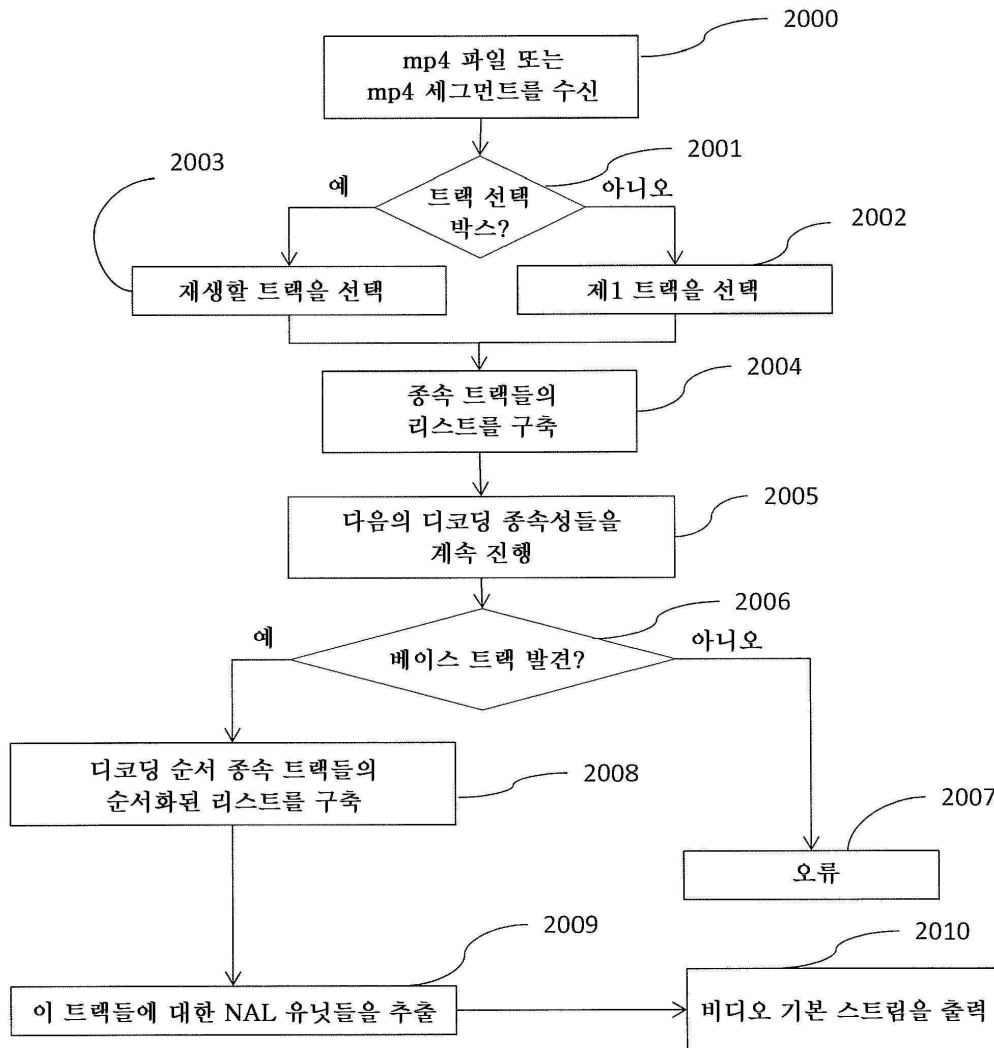 2000
mp4 파일 또는
mp4 세그먼트를 수신
2001
2003
예
아니오
트랙 선택
박스?
2002
재생할 트랙을 선택
제1 트랙을 선택
2004
종속 트랙들의
리스트를 구축
2005
다음의 디코딩 종속성들을
계속 진행
2006
예
아니오
베이스 트랙 발견?
디코딩 순서 종속 트랙들의
순서화된 리스트를 구축
2008
2007
오류
2009
2010
이 트랙들에 대한 NAL 유닛들을 추출
비디오 기본 스트림을 출력